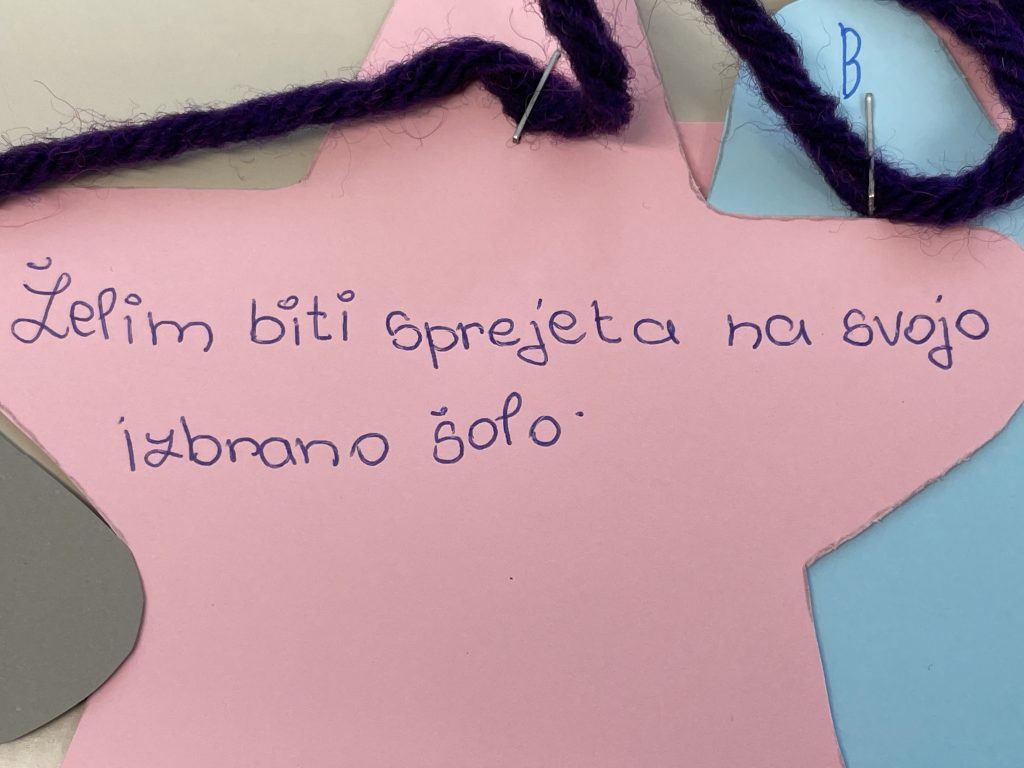 B
Želim biti sprejeta na svojo
izbrano šolo.